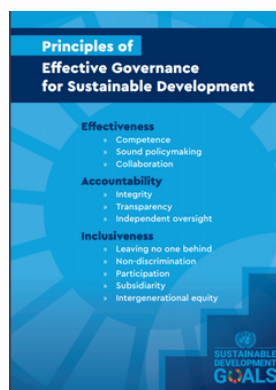 Principles of
Effective Governance
for Sustainable Development
Effectiveness
» Competence
» Sound policymaking
» Collaboration
Accountability
» Integrity
» Transparency
» Independent oversight
Inclusiveness
» Leaving no one behind
» Non-discrimination
» Participation
» Subsidiarity
» Intergenerational equity
SUSTAINABLE
DEVELOPMENT
GOALS